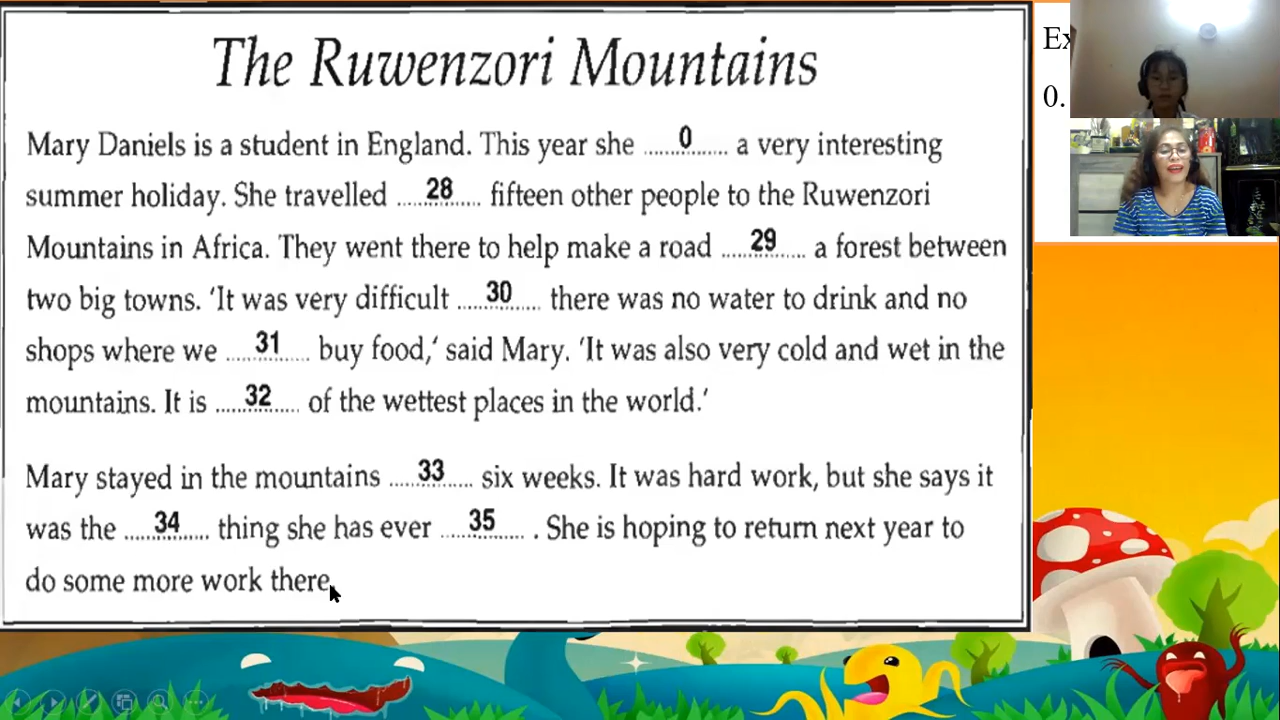 The Ruwenzori Mountains
Mary Daniels is a student in England. This year she ....0.... a very interesting
summer holiday. She travelled ....28.... fifteen other people to the Ruwenzori
Mountains in Africa. They went there to help make a road ....29.... a forest between
two big towns. ‘It was very difficult ....30.... there was no water to drink and no
shops where we ....31.... buy food,’ said Mary. ‘It was also very cold and wet in the
mountains. It is ....32.... of the wettest places in the world.’
Mary stayed in the mountains ....33.... six weeks. It was hard work, but she says it
was the ....34.... thing she has ever ....35.... . She is hoping to return next year to
do some more work there.
0.